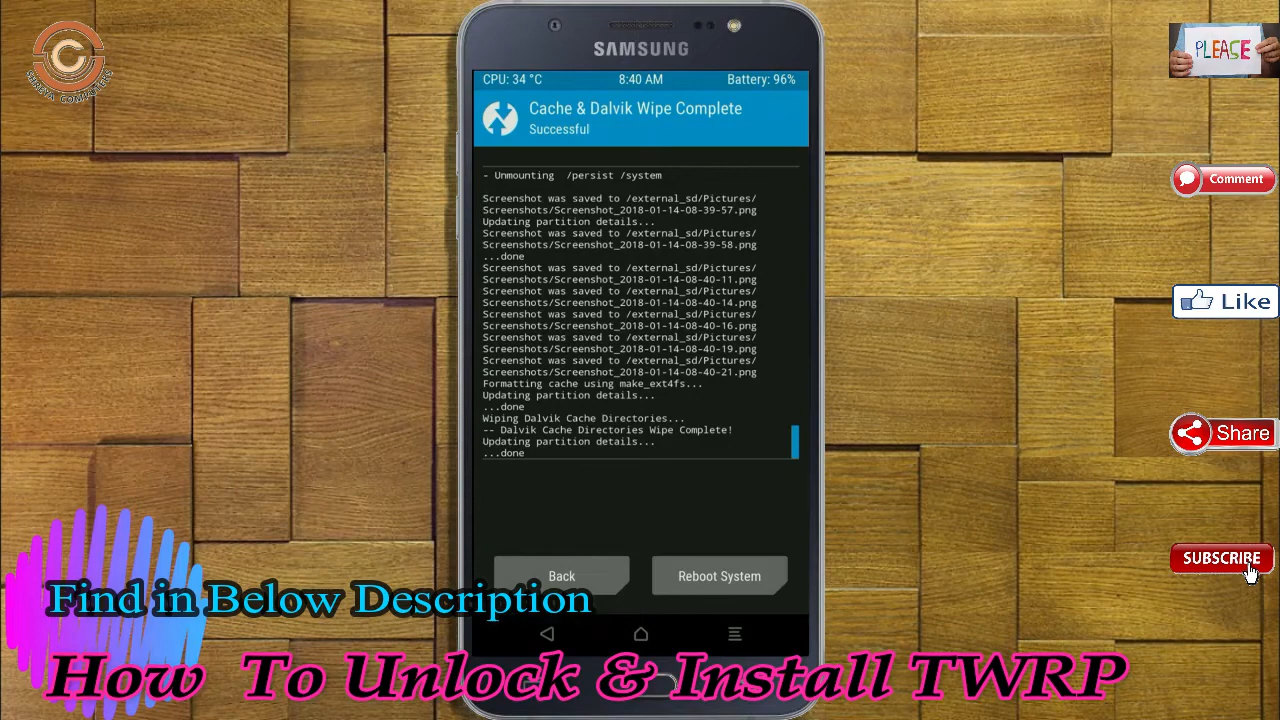 SHREYA COMPUTERS
PLEASE
SAMSUNG
CPU: 34 °C 8:40 AM Battery: 96%
Cache & Dalvik Wipe Complete
Successful
- Unmounting /persist /system
Screenshot was saved to /external_sd/Pictures/
Screenshots/Screenshot_2018-01-14-08-39-57.png
Updating partition details...
Screenshot was saved to /external_sd/Pictures/
Screenshots/Screenshot_2018-01-14-08-39-58.png
...done
Screenshot was saved to /external_sd/Pictures/
Screenshots/Screenshot_2018-01-14-08-40-11.png
Screenshot was saved to /external_sd/Pictures/
Screenshots/Screenshot_2018-01-14-08-40-14.png
Screenshot was saved to /external_sd/Pictures/
Screenshots/Screenshot_2018-01-14-08-40-16.png
Screenshot was saved to /external_sd/Pictures/
Screenshots/Screenshot_2018-01-14-08-40-19.png
Screenshot was saved to /external_sd/Pictures/
Screenshots/Screenshot_2018-01-14-08-40-21.png
Formatting cache using make_ext4fs...
Updating partition details...
...done
Wiping Dalvik Cache Directories...
-- Dalvik Cache Directories Wipe Complete!
Updating partition details...
...done
Back
Reboot System
Comment
Like
Share
SUBSCRIBE
Find in Below Description
How To Unlock & Install TWRP